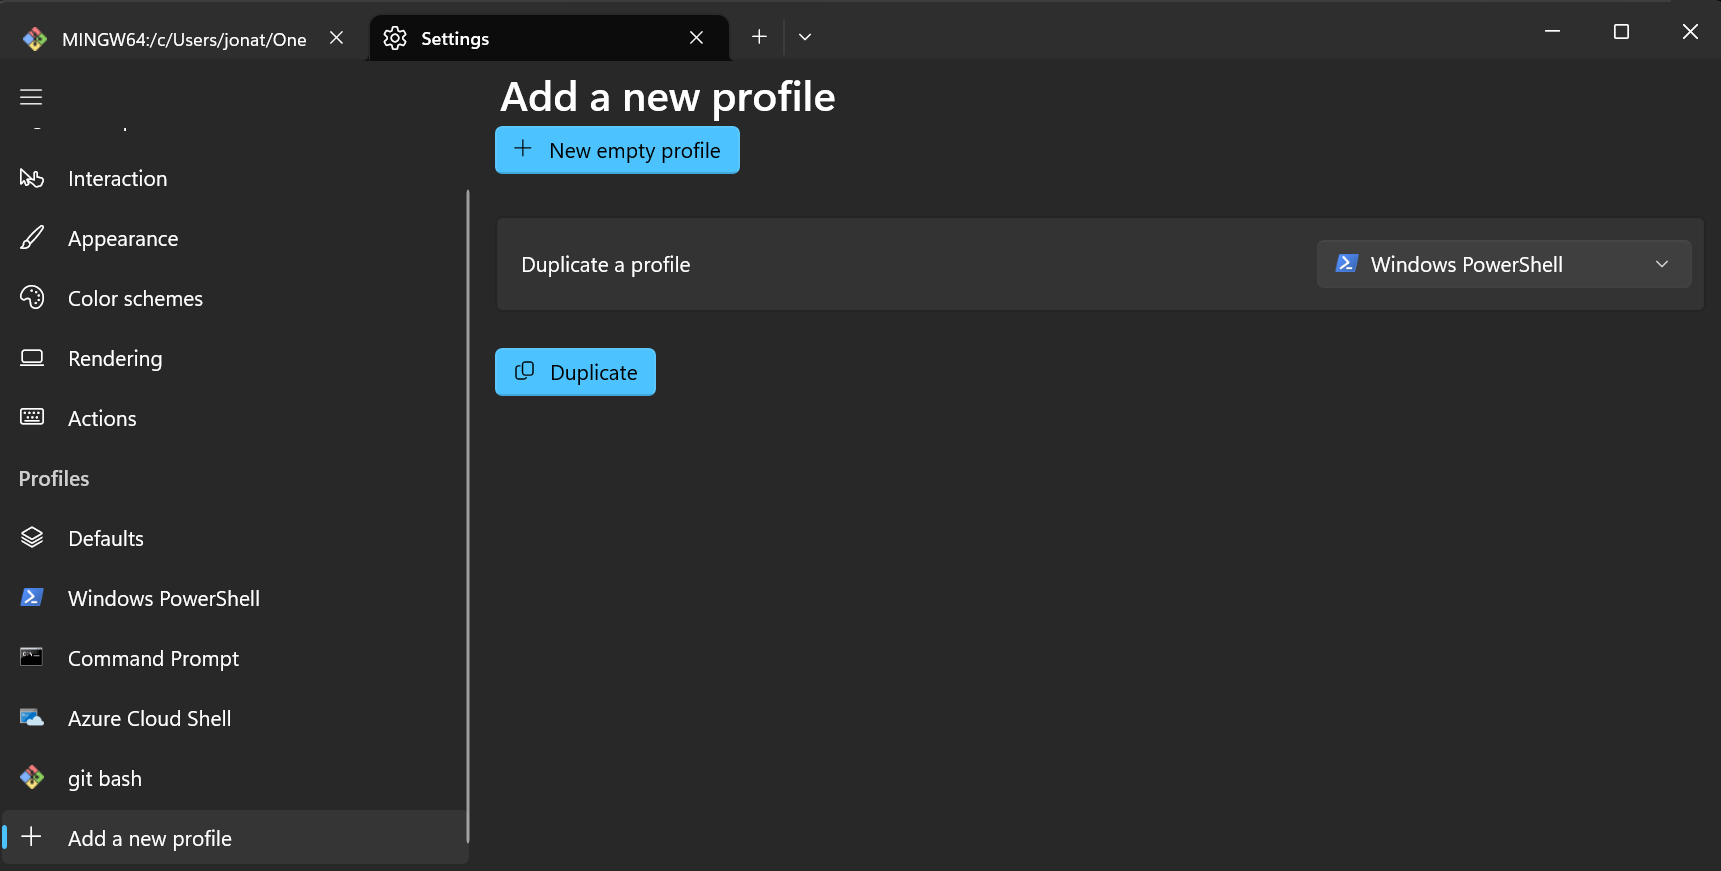 MINGW64:/c/Users/jonat/One
Settings
Add a new profile
New empty profile
Interaction
Appearance
Duplicate a profile
Windows PowerShell
Color schemes
Rendering
Duplicate
Actions
Profiles
Defaults
Windows PowerShell
Command Prompt
Azure Cloud Shell
git bash
Add a new profile